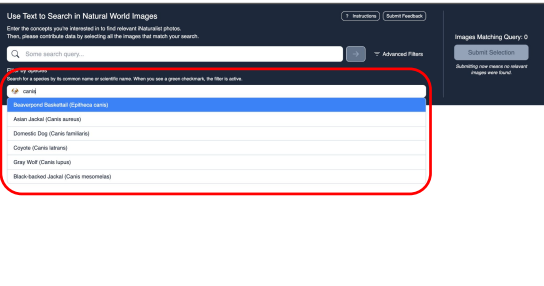 Use Text to Search in Natural World Images
? Instructions
Submit Feedback
Enter the concepts you're interested in to find relevant iNaturalist photos.
Then, please contribute data by selecting all the images that match your search.
Images Matching Query: 0
Some search query...
Advanced Filters
Submit Selection
Submitting now means no relevant
images were found.
Filter by Species
Search for a species by its common name or scientific name. When you see a green checkmark, the filter is active.
canis
Beaverpond Baskettail (Epitheca canis)
Asian Jackal (Canis aureus)
Domestic Dog (Canis familiaris)
Coyote (Canis latrans)
Gray Wolf (Canis lupus)
Black-backed Jackal (Canis mesomelas)